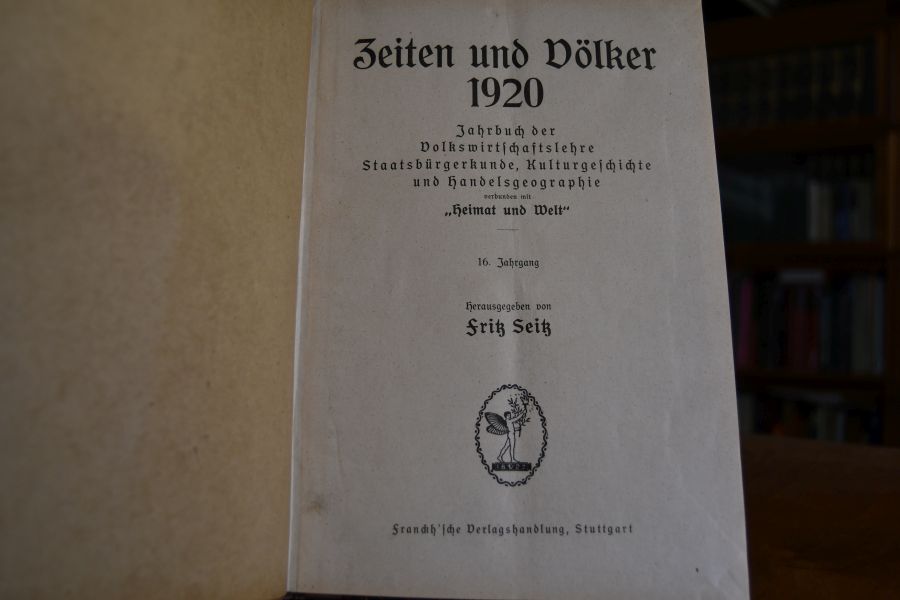 Zeiten und Völker
1920
Jahrbuch der
Volkswirtschaftslehre
Staatsbürgerkunde, Kulturgeschichte
und Handelsgeographie
verbunden mit
„Heimat und Welt“
16. Jahrgang
Herausgegeben von
Fritz Seitz
Franckh'sche Verlagshandlung, Stuttgart